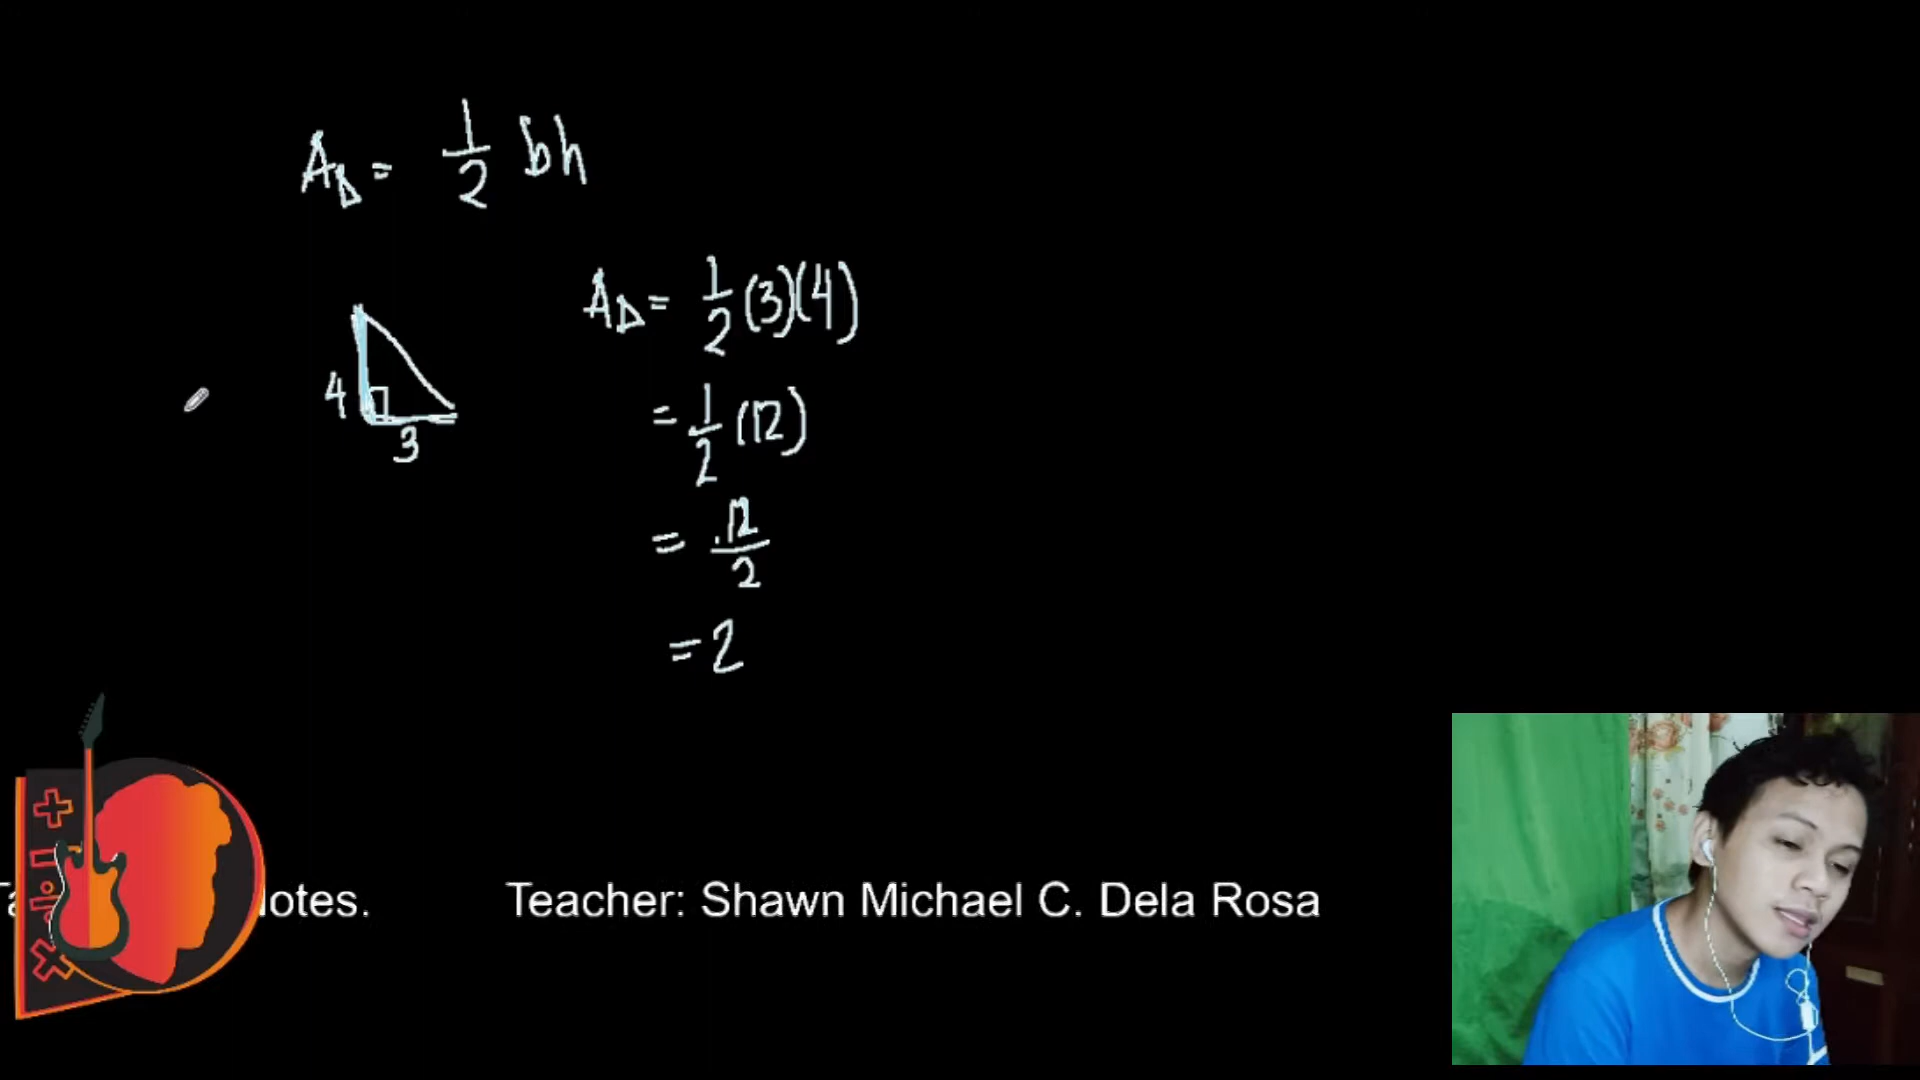 A△ = 1/2 bh
A△ = 1/2 (3)(4)
4
3
= 1/2 (12)
= 12/2
= 2
otes. Teacher: Shawn Michael C. Dela Rosa